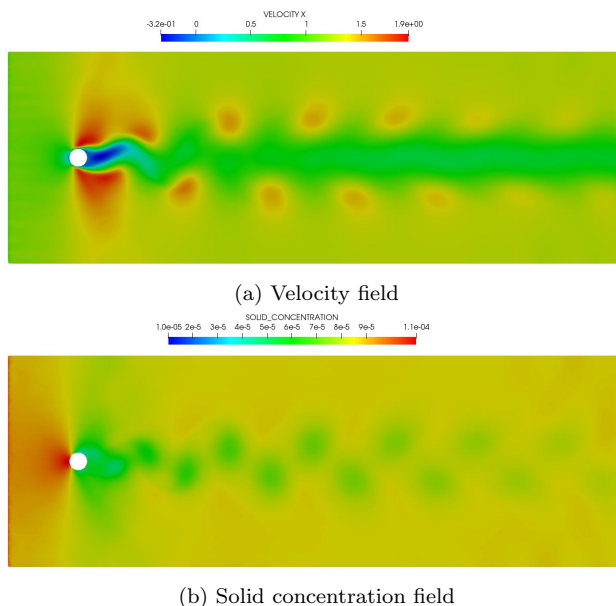 VELOCITY X
-3.2e-01 0 0.5 1 1.5 1.9e+00
(a) Velocity field
SOLID_CONCENTRATION
1.0e-05 2e-5 3e-5 4e-5 5e-5 6e-5 7e-5 8e-5 9e-5 1.1e-04
(b) Solid concentration field